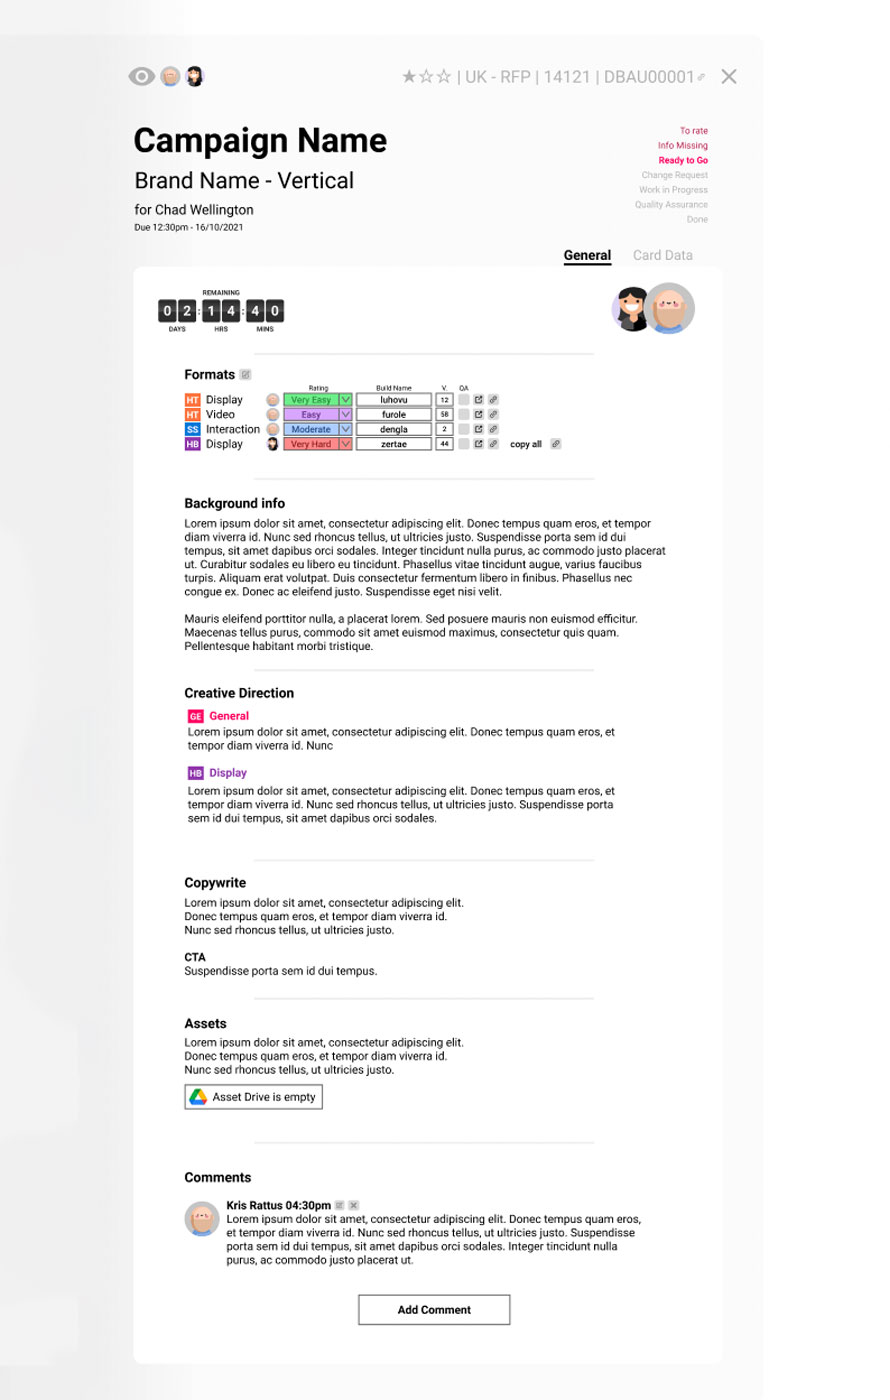 ★☆☆ | UK - RFP | 14121 | DBAU00001
Campaign Name
Brand Name - Vertical
for Chad Wellington
Due 12:30pm - 16/10/2021
To rate
Info Missing
Ready to Go
Change Request
Work in Progress
Quality Assurance
Done
General Card Data
REMAINING
02:14:40
DAYS HRS MINS
Formats
Rating Build Name V. QA
HT Display Very Easy luhovu 12
HT Video Easy furole 58
SS Interaction Moderate dengla 2
HB Display Very Hard zertae 44 copy all
Background info
Lorem ipsum dolor sit amet, consectetur adipiscing elit. Donec tempus quam eros, et tempor
diam viverra id. Nunc sed rhoncus tellus, ut ultricies justo. Suspendisse porta sem id dui
tempus, sit amet dapibus orci sodales. Integer tincidunt nulla purus, ac commodo justo placerat
ut. Curabitur sodales eu libero eu tincidunt. Phasellus vitae tincidunt augue, varius faucibus
turpis. Aliquam erat volutpat. Duis consectetur fermentum libero in finibus. Phasellus nec
congue ex. Donec ac eleifend justo. Suspendisse eget nisi velit.
Mauris eleifend porttitor nulla, a placerat lorem. Sed posuere mauris non euismod efficitur.
Maecenas tellus purus, commodo sit amet euismod maximus, consectetur quis quam.
Pellentesque habitant morbi tristique.
Creative Direction
GE General
Lorem ipsum dolor sit amet, consectetur adipiscing elit. Donec tempus quam eros, et
tempor diam viverra id. Nunc
HB Display
Lorem ipsum dolor sit amet, consectetur adipiscing elit. Donec tempus quam eros, et
tempor diam viverra id. Nunc sed rhoncus tellus, ut ultricies justo. Suspendisse porta
sem id dui tempus, sit amet dapibus orci sodales.
Copywrite
Lorem ipsum dolor sit amet, consectetur adipiscing elit.
Donec tempus quam eros, et tempor diam viverra id.
Nunc sed rhoncus tellus, ut ultricies justo.
CTA
Suspendisse porta sem id dui tempus.
Assets
Lorem ipsum dolor sit amet, consectetur adipiscing elit.
Donec tempus quam eros, et tempor diam viverra id.
Nunc sed rhoncus tellus, ut ultricies justo.
Asset Drive is empty
Comments
Kris Rattus 04:30pm
Lorem ipsum dolor sit amet, consectetur adipiscing elit. Donec tempus quam eros,
et tempor diam viverra id. Nunc sed rhoncus tellus, ut ultricies justo. Suspendisse
porta sem id dui tempus, sit amet dapibus orci sodales. Integer tincidunt nulla
purus, ac commodo justo placerat ut.
Add Comment